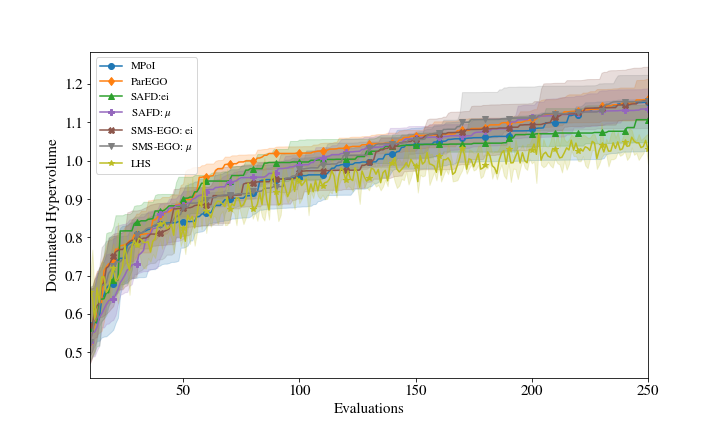 MPoI
ParEGO
SAFD:ei
SAFD: μ
SMS-EGO: ei
SMS-EGO: μ
LHS
Dominated Hypervolume
1.2
1.1
1.0
0.9
0.8
0.7
0.6
0.5
50
100
150
200
250
Evaluations